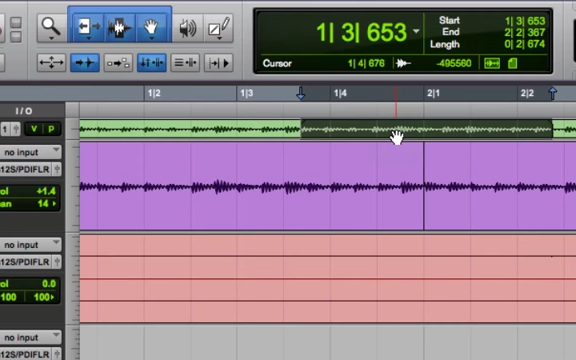 1| 3| 653
Start 1| 3| 653
End 2| 2| 367
Length 0| 2| 674
Cursor 1| 4| 676 -495560
1|2 1|3 1|4 2|1 2|2
I / O
1 V P
no input
12S/PDIFLR
ol +1.4
an 14
no input
12S/PDIFLR
ol 0.0
100 100
no input
12S/PDIFLR